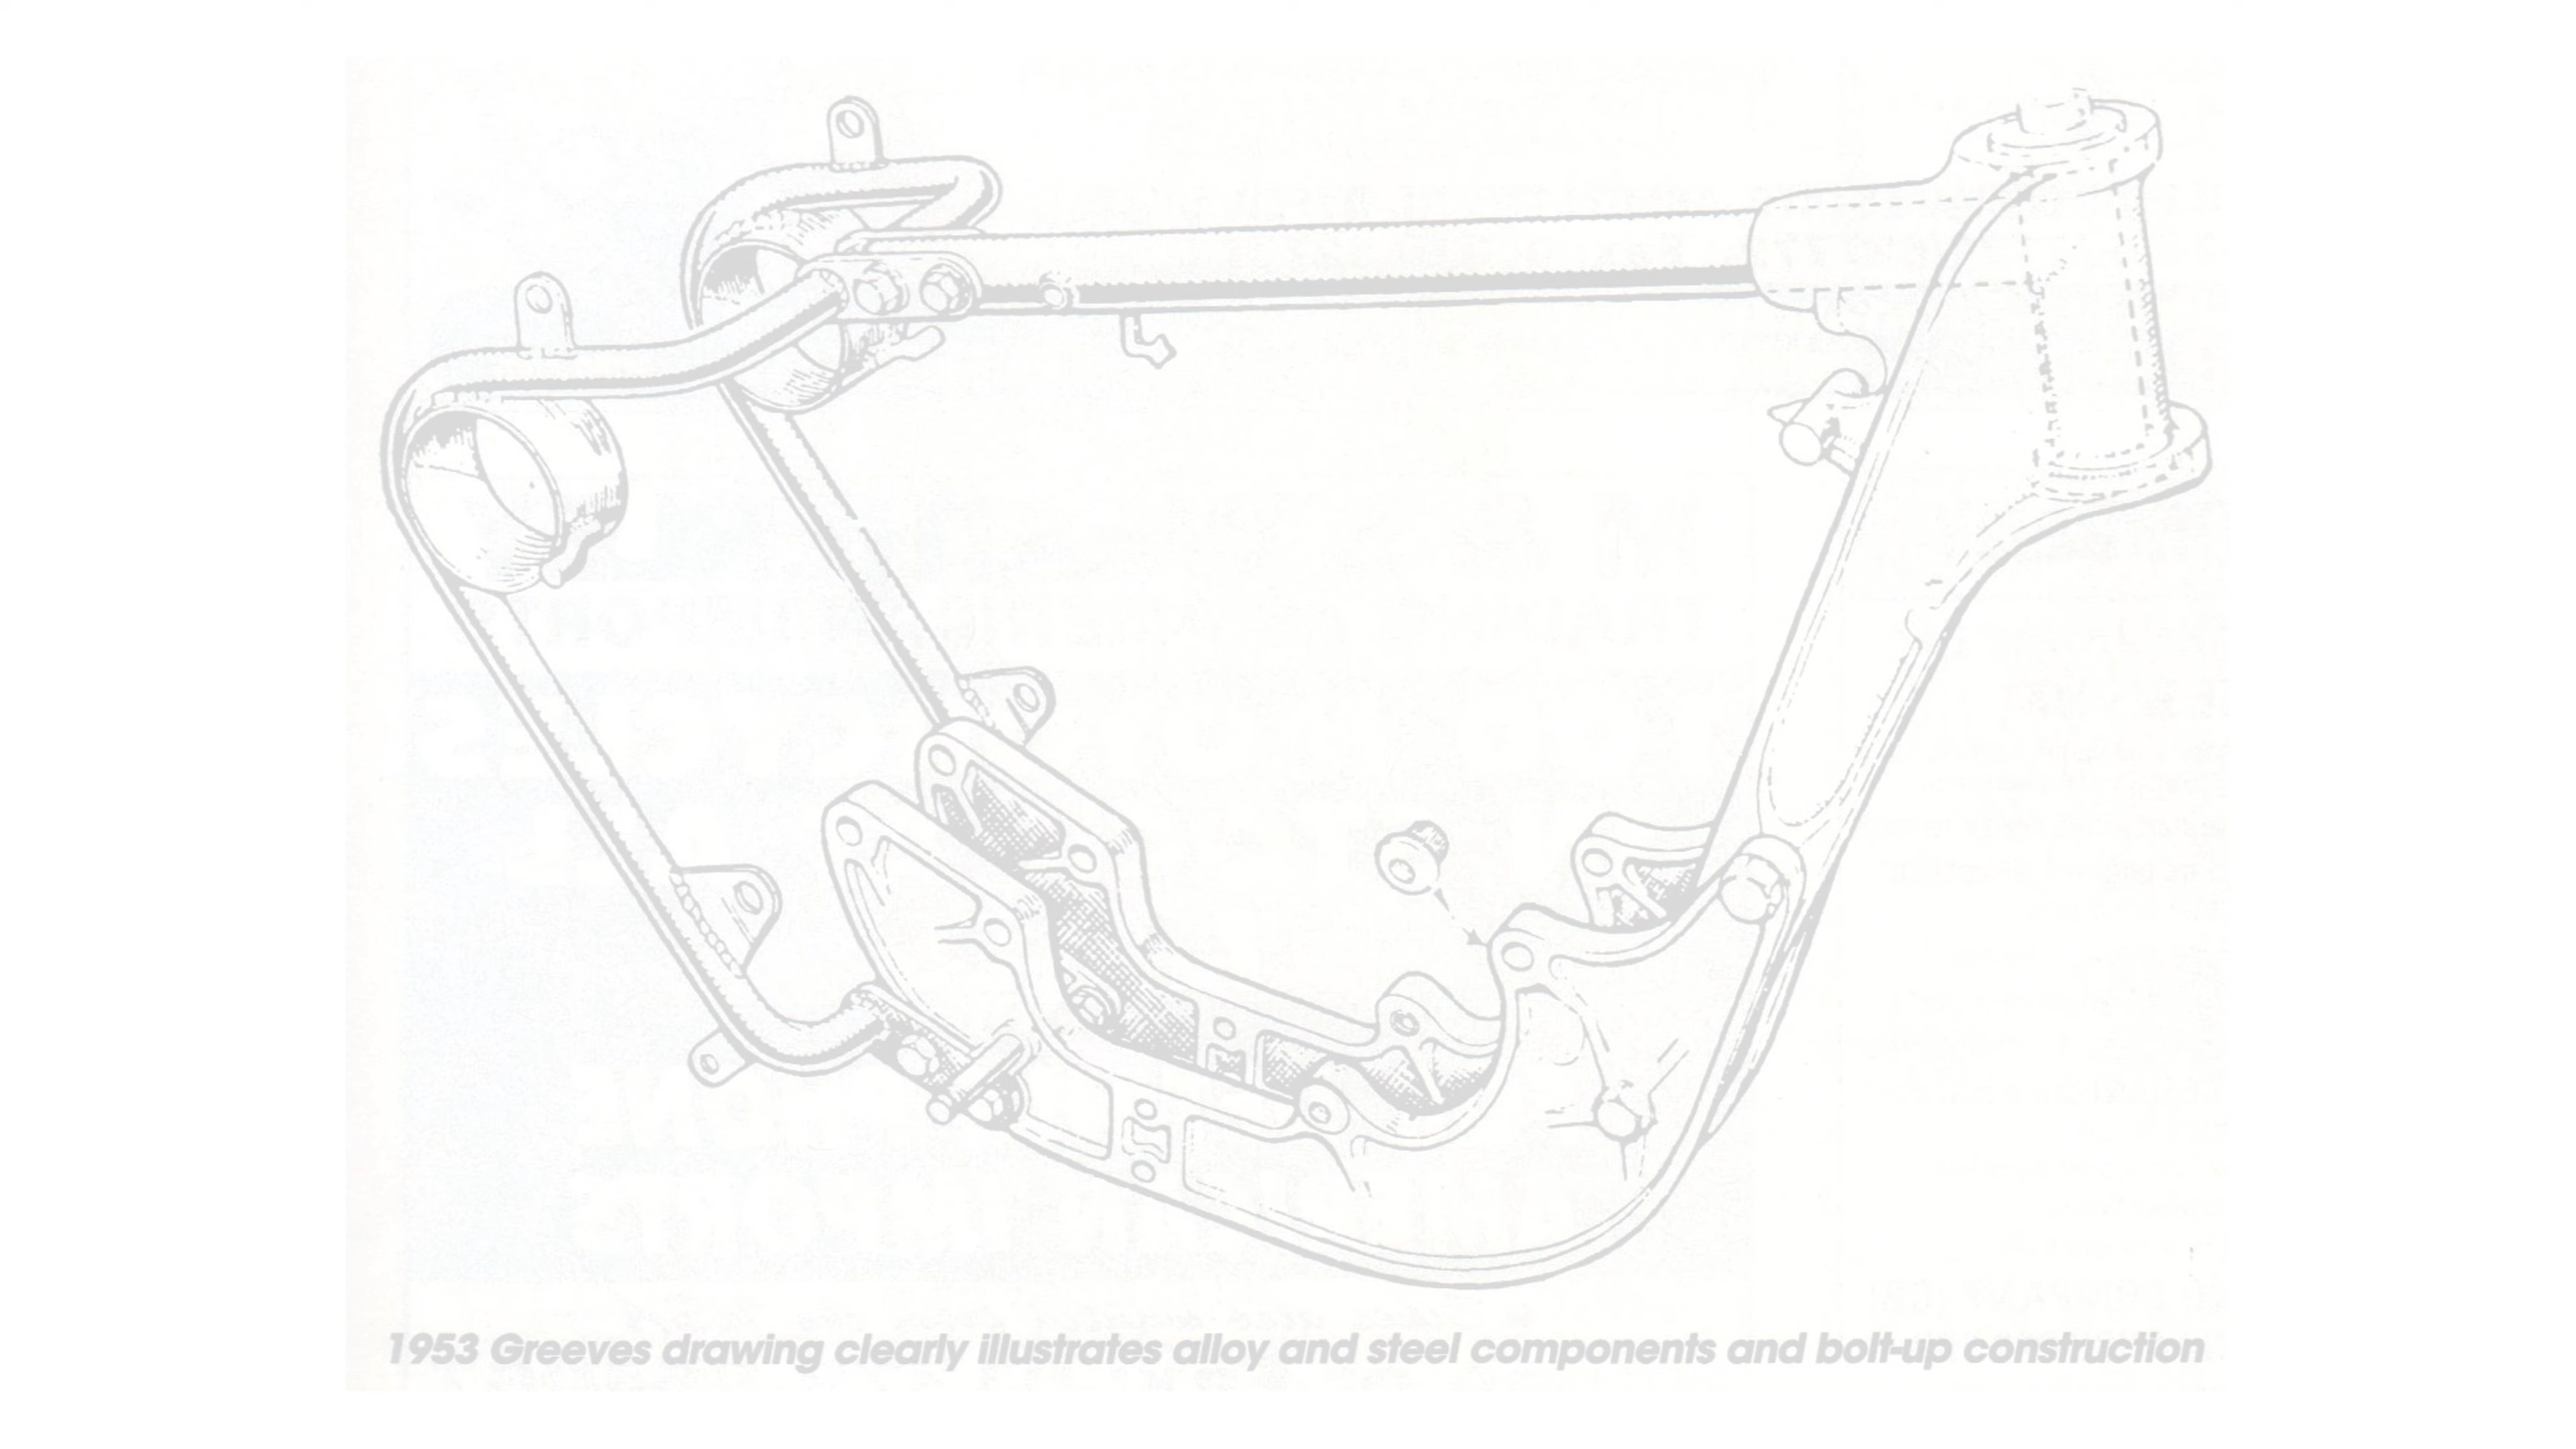 1953 Greeves drawing clearly illustrates alloy and steel components and bolt-up construction